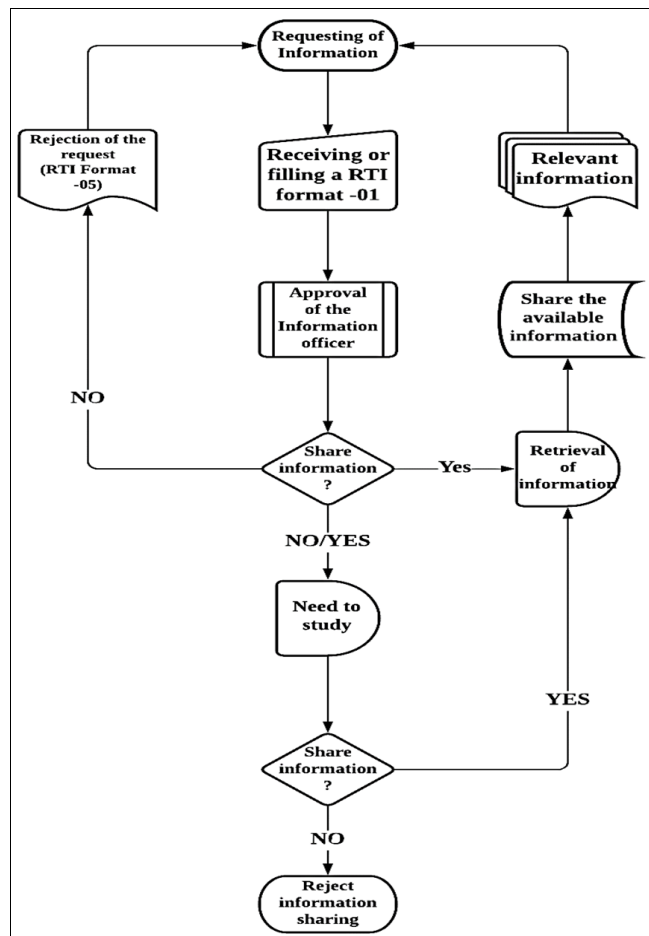 Requesting of
Information
Rejection of the
request
(RTI Format
-05)
Receiving or
filling a RTI
format -01
Relevant
information
Approval
of the
Information
officer
Share the
available
information
NO
Share
information
?
Yes
Retrieval
of
information
NO/YES
Need to
study
YES
Share
information
?
NO
Reject
information
sharing